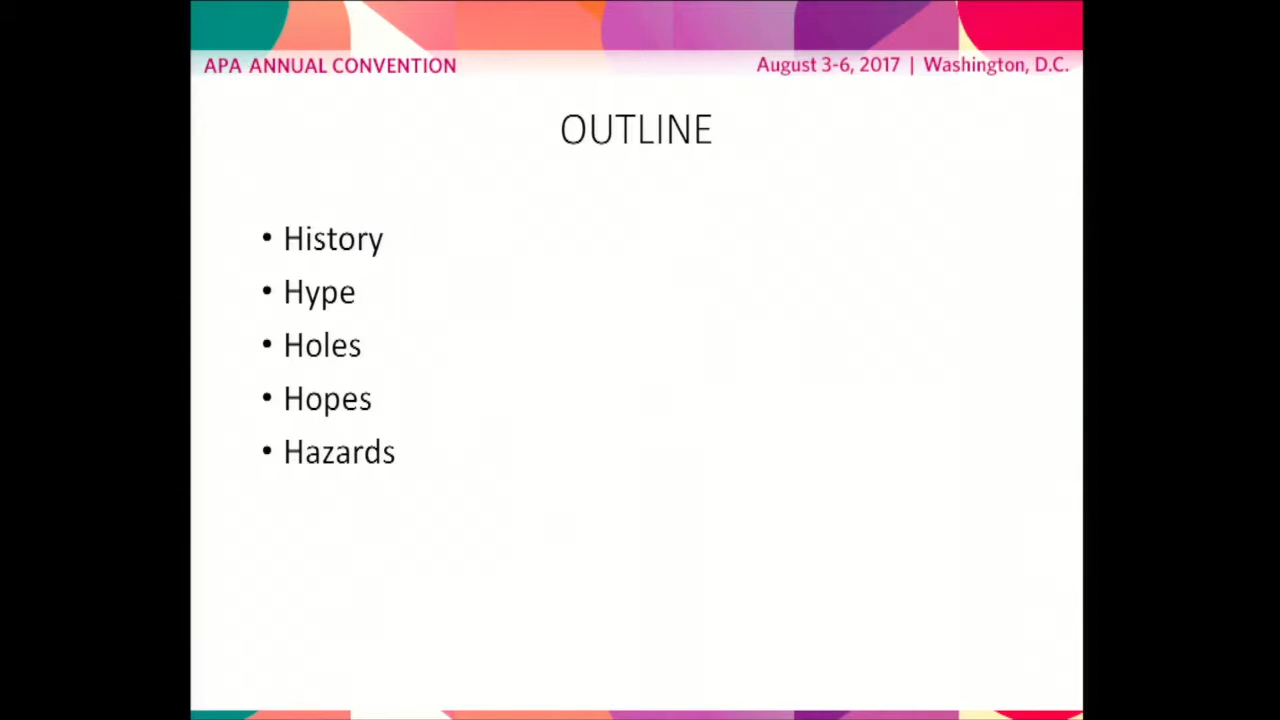 APA ANNUAL CONVENTION
August 3-6, 2017 | Washington, D.C.
OUTLINE
• History
• Hype
• Holes
• Hopes
• Hazards